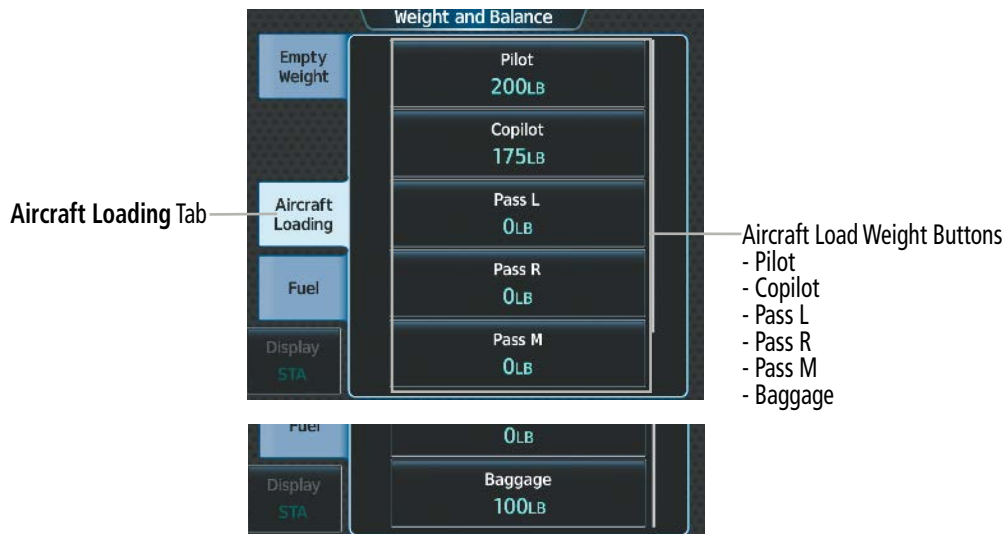 Weight and Balance
Empty
Weight
Pilot
200LB
Copilot
175LB
Aircraft Loading Tab
Aircraft
Loading
Pass L
0LB
Aircraft Load Weight Buttons
- Pilot
- Copilot
- Pass L
- Pass R
- Pass M
- Baggage
Fuel
Pass R
0LB
Display
STA
Pass M
0LB
Fuel
0LB
Display
STA
Baggage
100LB